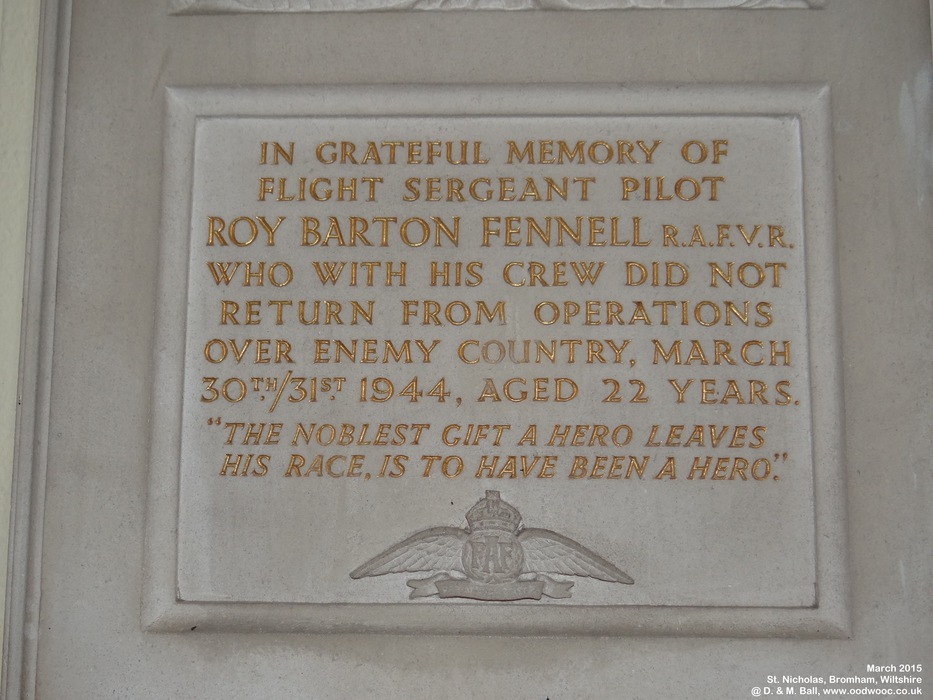 IN GRATEFUL MEMORY OF
FLIGHT SERGEANT PILOT
ROY BARTON FENNELL R.A.F.V.R.
WHO WITH HIS CREW DID NOT
RETURN FROM OPERATIONS
OVER ENEMY COUNTRY, MARCH
30TH/31ST 1944, AGED 22 YEARS.
"THE NOBLEST GIFT A HERO LEAVES
HIS RACE, IS TO HAVE BEEN A HERO."
RAF
March 2015
St. Nicholas, Bromham, Wiltshire
@ D. & M. Ball, www.oodwooc.co.uk